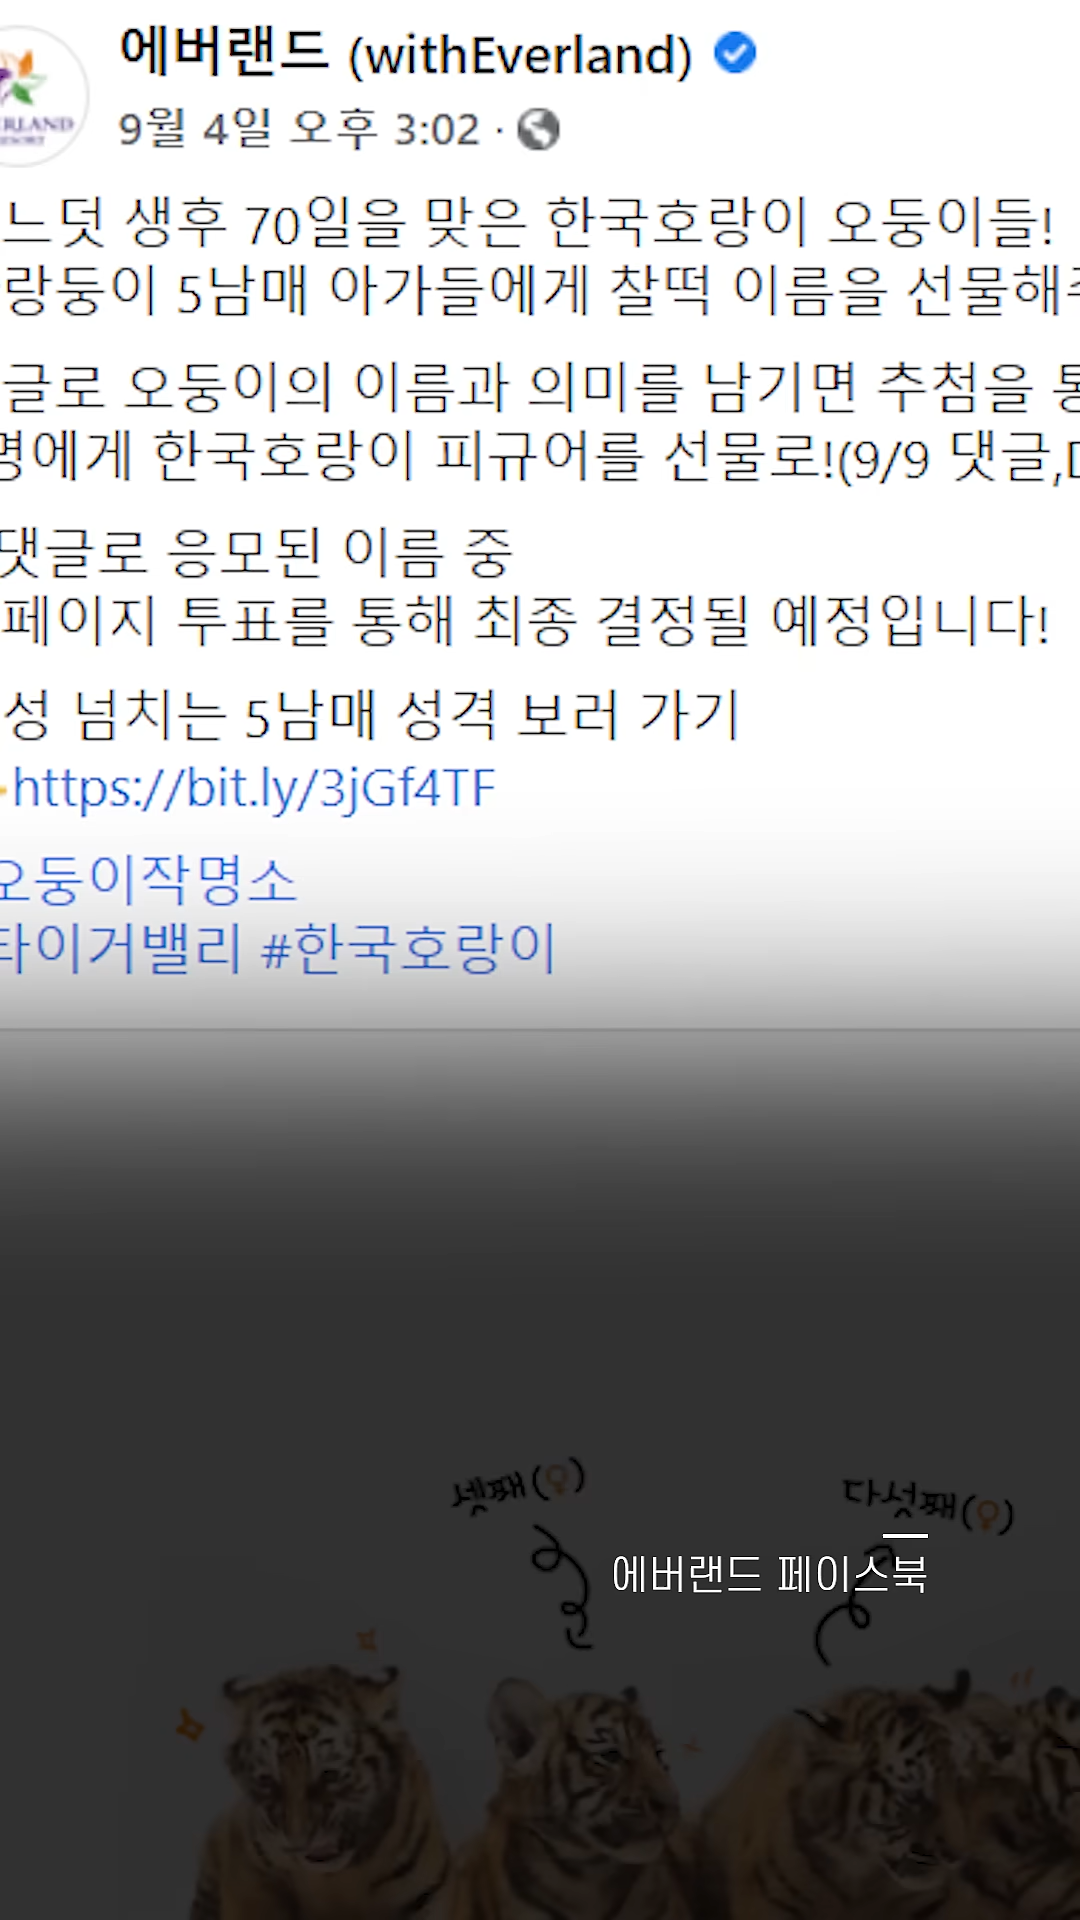 에버랜드 (withEverland)
9월 4일 오후 3:02 ·
느덧 생후 70일을 맞은 한국호랑이 오둥이들!
랑둥이 5남매 아가들에게 찰떡 이름을 선물해
글로 오둥이의 이름과 의미를 남기면 추첨을
명에게 한국호랑이 피규어를 선물로!(9/9 댓글,
댓글로 응모된 이름 중
페이지 투표를 통해 최종 결정될 예정입니다!
성 넘치는 5남매 성격 보러 가기
https://bit.ly/3jGf4TF
오둥이작명소
타이거밸리 #한국호랑이
셋째(♀)
다섯째(♀)
에버랜드 페이스북